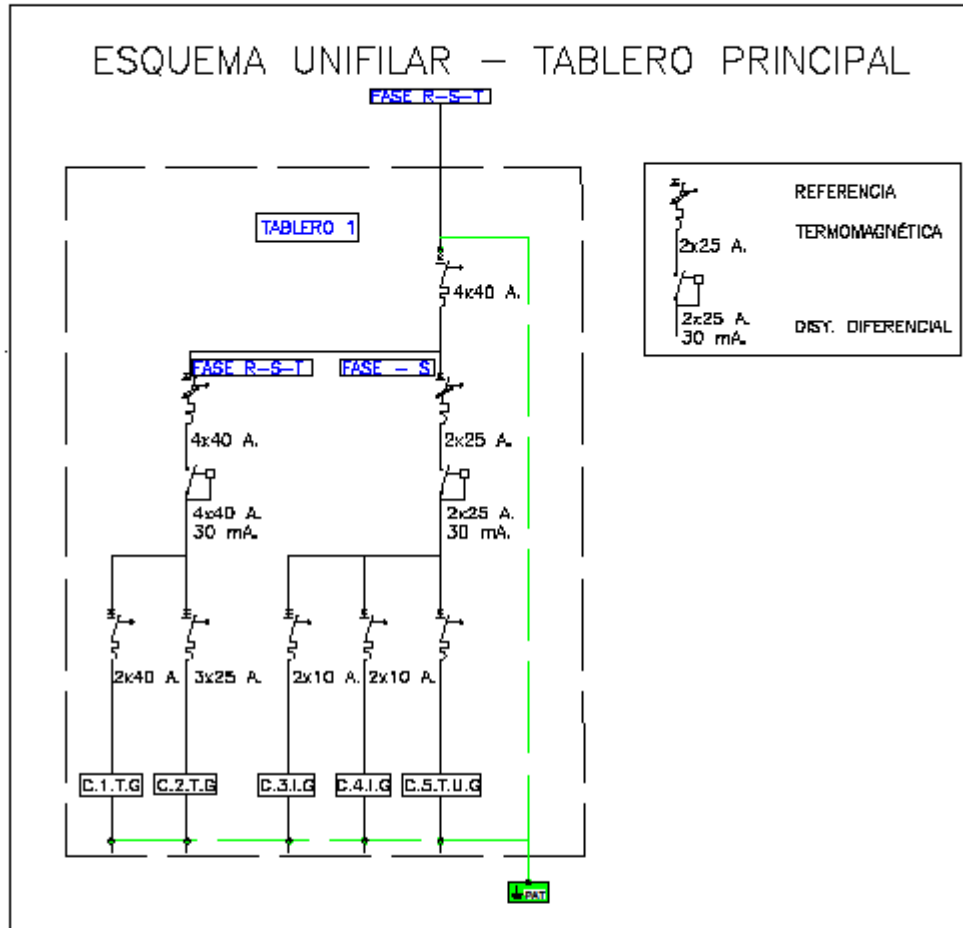 ESQUEMA UNIFILAR – TABLERO PRINCIPAL
FASE R-S-T
TABLERO 1
4x40 A.
FASE R-S-T
FASE - S
4x40 A.
2x25 A.
4x40 A.
30 mA.
2x25 A.
30 mA.
2x40 A.
3x25 A.
2x10 A.
2x10 A.
C.1.T.G
C.2.T.G
C.3.I.G
C.4.I.G
C.5.T.U.G
PAT
REFERENCIA
TERMOMAGNÉTICA
2x25 A.
2x25 A.
30 mA.
DISY. DIFERENCIAL